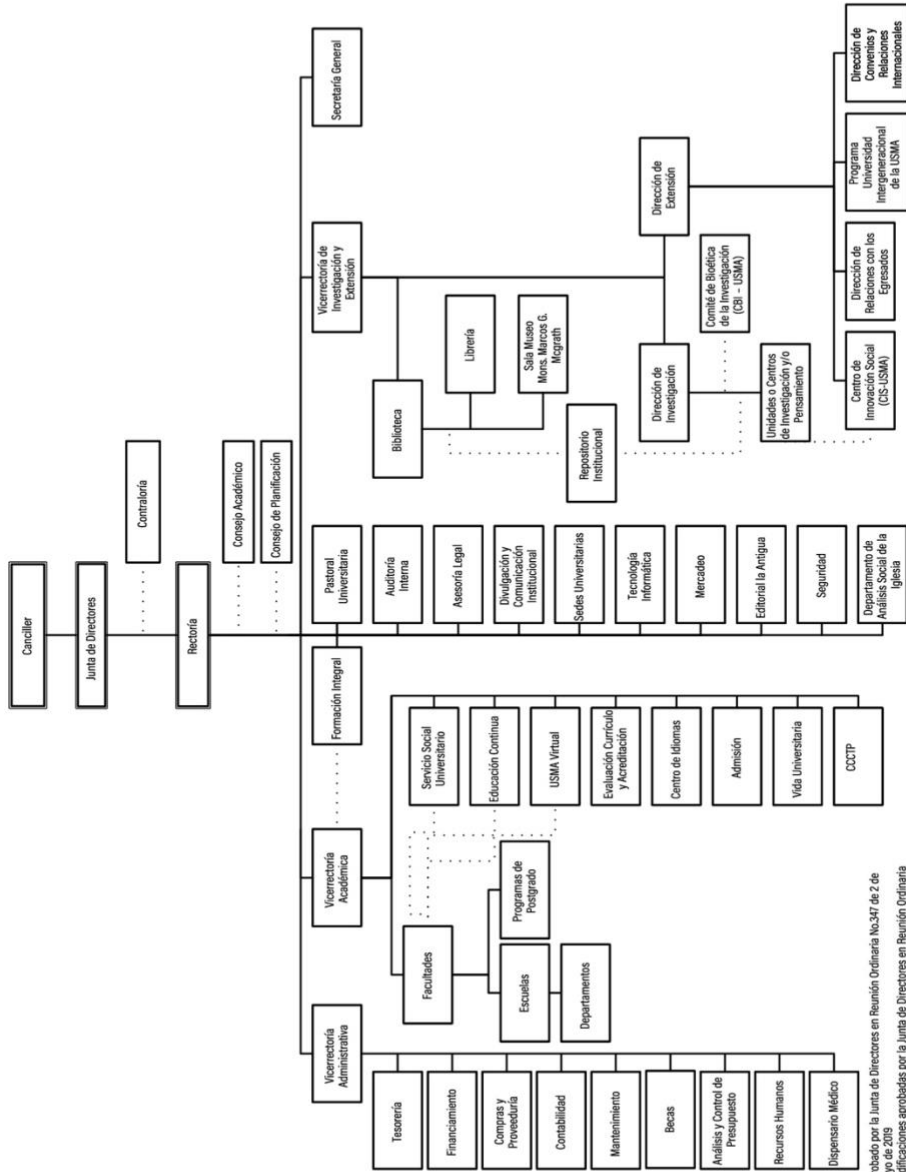 Canciller
Junta de Directores
Contraloría
Rectoría
Consejo Académico
Consejo de Planificación
Vicerrectoría
Administrativa
Vicerrectoría
Académica
Formación Integral
Pastoral
Universitaria
Vicerrectoría de
Investigación y
Extensión
Secretaría General
Tesorería
Financiamiento
Compras y
Proveeduría
Contabilidad
Mantenimiento
Becas
Análisis y Control de
Presupuesto
Recursos Humanos
Dispensario Médico
Facultades
Escuelas
Programas de
Postgrado
Departamentos
Servicio Social
Universitario
Educación Continua
USMA Virtual
Evaluación Currículo
y Acreditación
Centro de Idiomas
Admisión
Vida Universitaria
CCCTP
Auditoría
Interna
Asesoría Legal
Divulgación y
Comunicación
Institucional
Sedes Universitarias
Tecnología
Informática
Mercadeo
Editorial la Antigua
Seguridad
Departamento de
Análisis Social de la
Iglesia
Biblioteca
Librería
Sala Museo
Mons. Marcos G.
Mcgrath
Repositorio
Institucional
Dirección de
Investigación
Dirección de
Extensión
Comité de Bioética
de la Investigación
(CBI – USMA)
Unidades o Centros
de Investigación y/o
Pensamiento
Centro de
Innovación Social
(CIS-USMA)
Dirección de
Relaciones con los
Egresados
Programa
Universidad
Intergeneracional
de la USMA
Dirección de
Convenios y
Relaciones
Internacionales
obado por la Junta de Directores en Reunión Ordinaria No.347 de 2 de
yo de 2019
dificaciones aprobadas por la Junta de Directores en Reunión Ordinaria